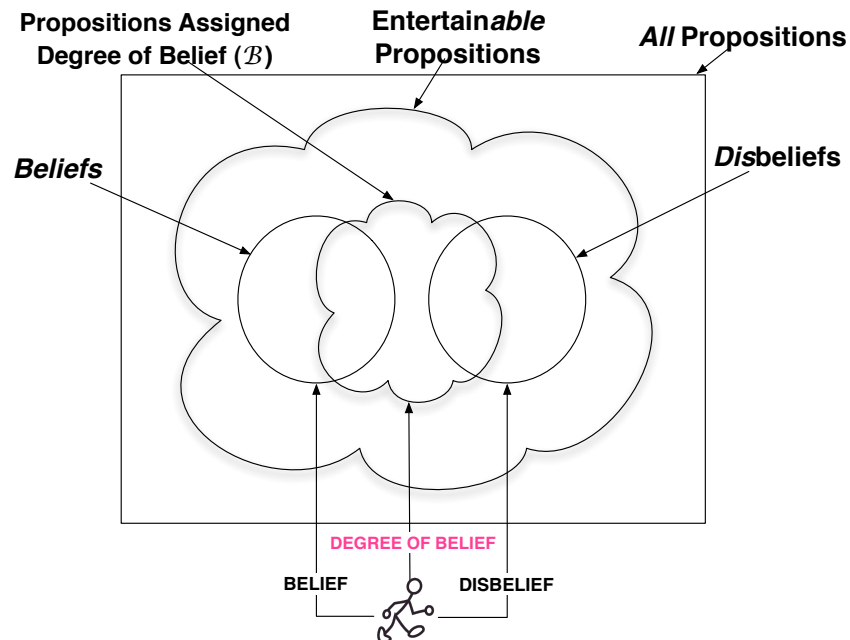 Propositions Assigned
Degree of Belief (ℬ)
Entertainable
Propositions
All Propositions
Beliefs
Disbeliefs
DEGREE OF BELIEF
BELIEF
DISBELIEF